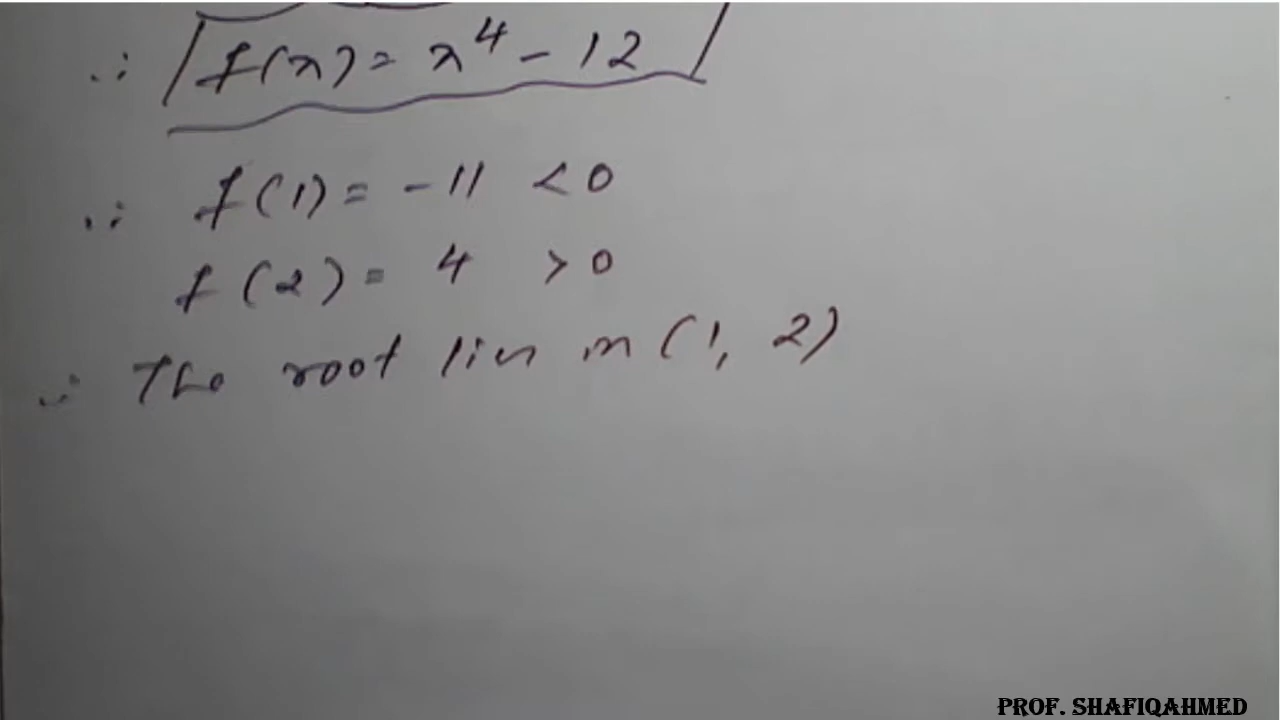 ∴ f(x) = x⁴ - 12
∴ f(1) = -11 < 0
f(2) = 4 > 0
∴ The root lies in (1, 2)
PROF. SHAFIQAHMED